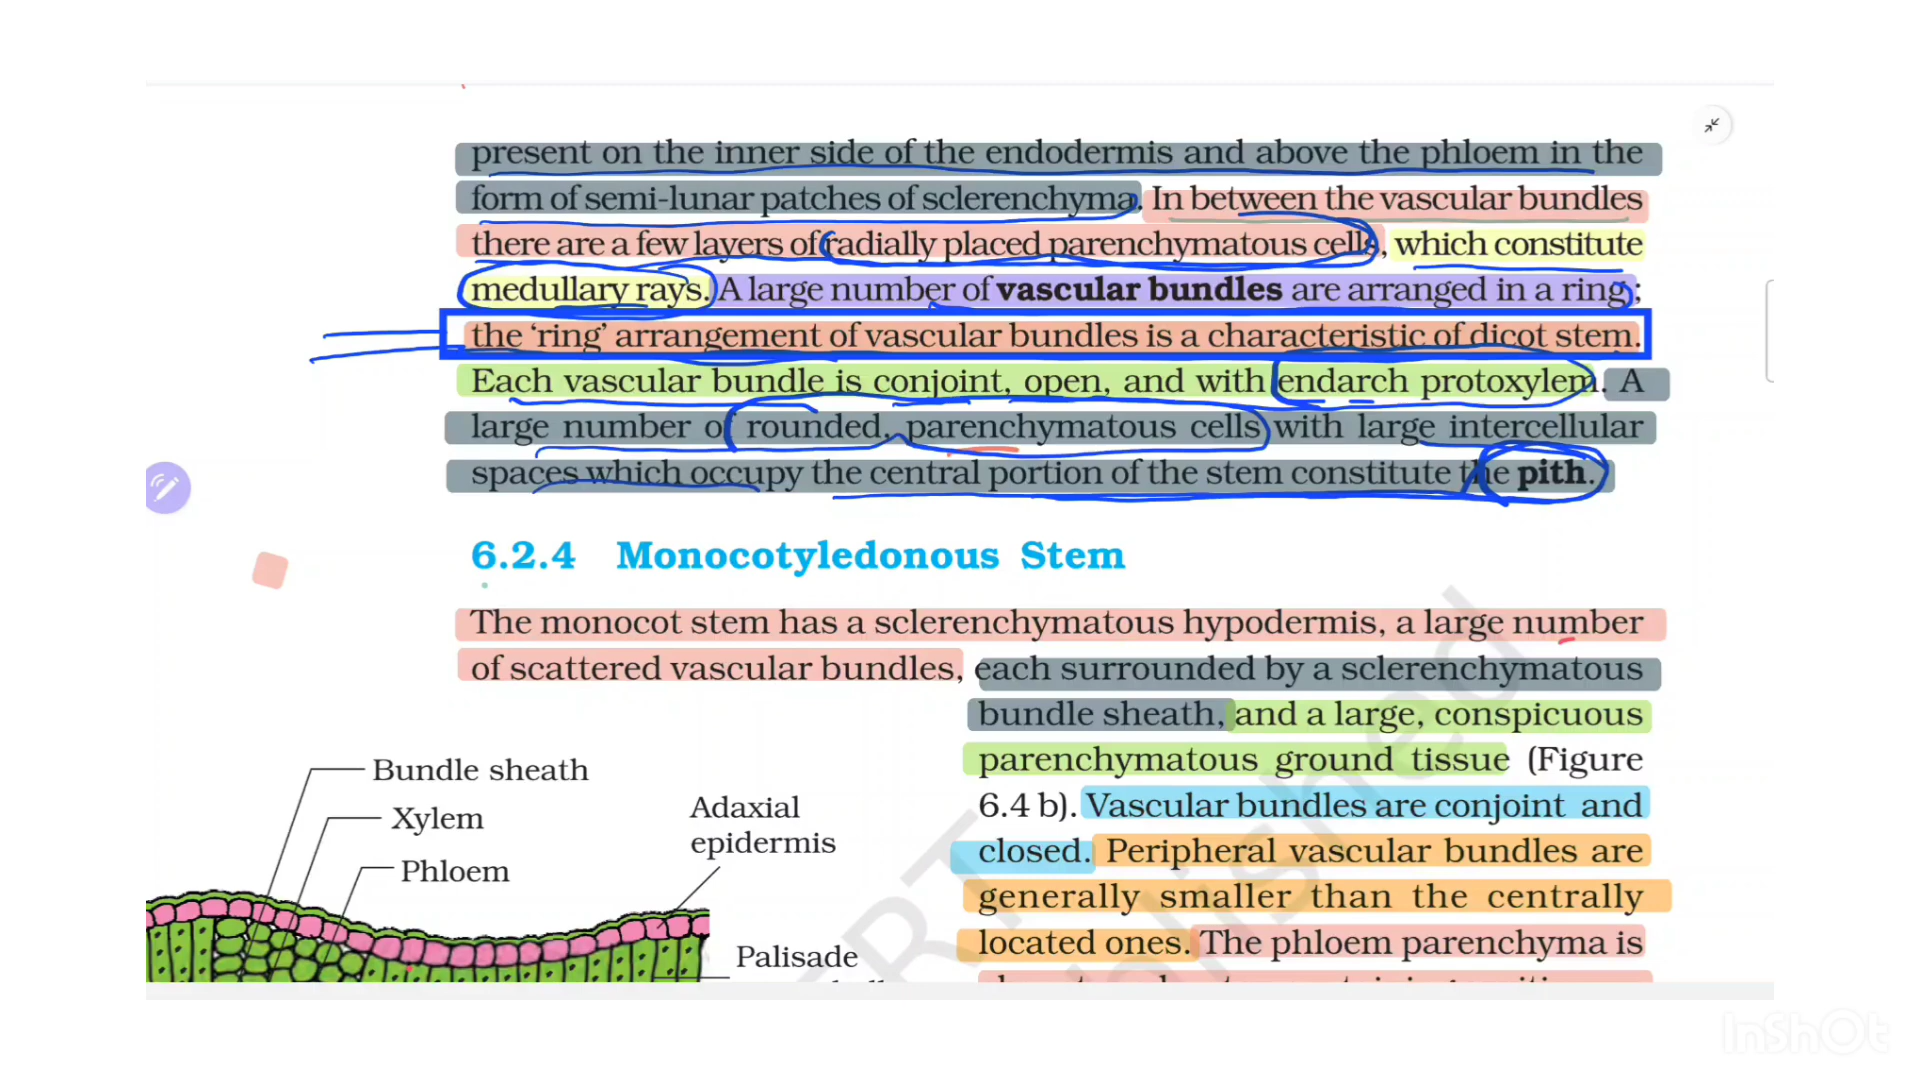 present on the inner side of the endodermis and above the phloem in the
form of semi-lunar patches of sclerenchyma. In between the vascular bundles
there are a few layers of radially placed parenchymatous cells, which constitute
medullary rays. A large number of vascular bundles are arranged in a ring;
the ‘ring’ arrangement of vascular bundles is a characteristic of dicot stem.
Each vascular bundle is conjoint, open, and with endarch protoxylem. A
large number of rounded, parenchymatous cells with large intercellular
spaces which occupy the central portion of the stem constitute the pith.
6.2.4 Monocotyledonous Stem
The monocot stem has a sclerenchymatous hypodermis, a large number
of scattered vascular bundles, each surrounded by a sclerenchymatous
bundle sheath, and a large, conspicuous
parenchymatous ground tissue (Figure
6.4 b). Vascular bundles are conjoint and
closed. Peripheral vascular bundles are
generally smaller than the centrally
located ones. The phloem parenchyma is
Bundle sheath
Xylem
Phloem
Adaxial
epidermis
Palisade
InShOt